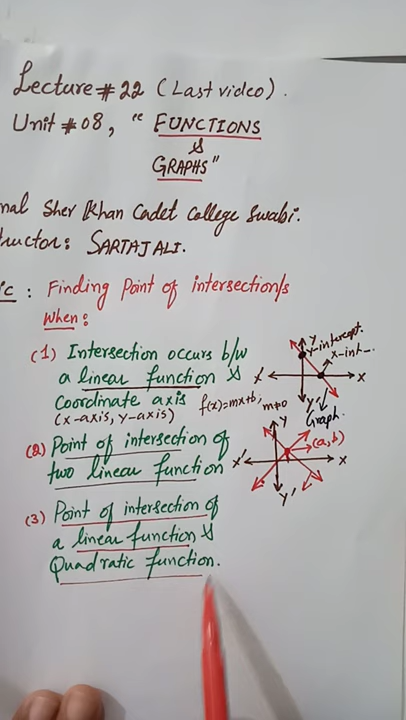 Lecture # 22 (Last video).
Unit # 08, " FUNCTIONS
&
GRAPHS"
nal Sher Khan Cadet College Swabi.
tructor: SARTAJ ALI.
ic : Finding Point of intersection/s
When:
(1) Intersection occurs b/w
a linear function &
Coordinate axis
(x-axis, y-axis)
f(x)=mx+b, m≠0
Y
Y-intercept.
x-int-.
X'
X
Y'
Graph.
(2) Point of intersection of
two linear function
Y
(a,b)
X'
X
Y'
(3) Point of intersection of
a linear function &
Quadratic function.